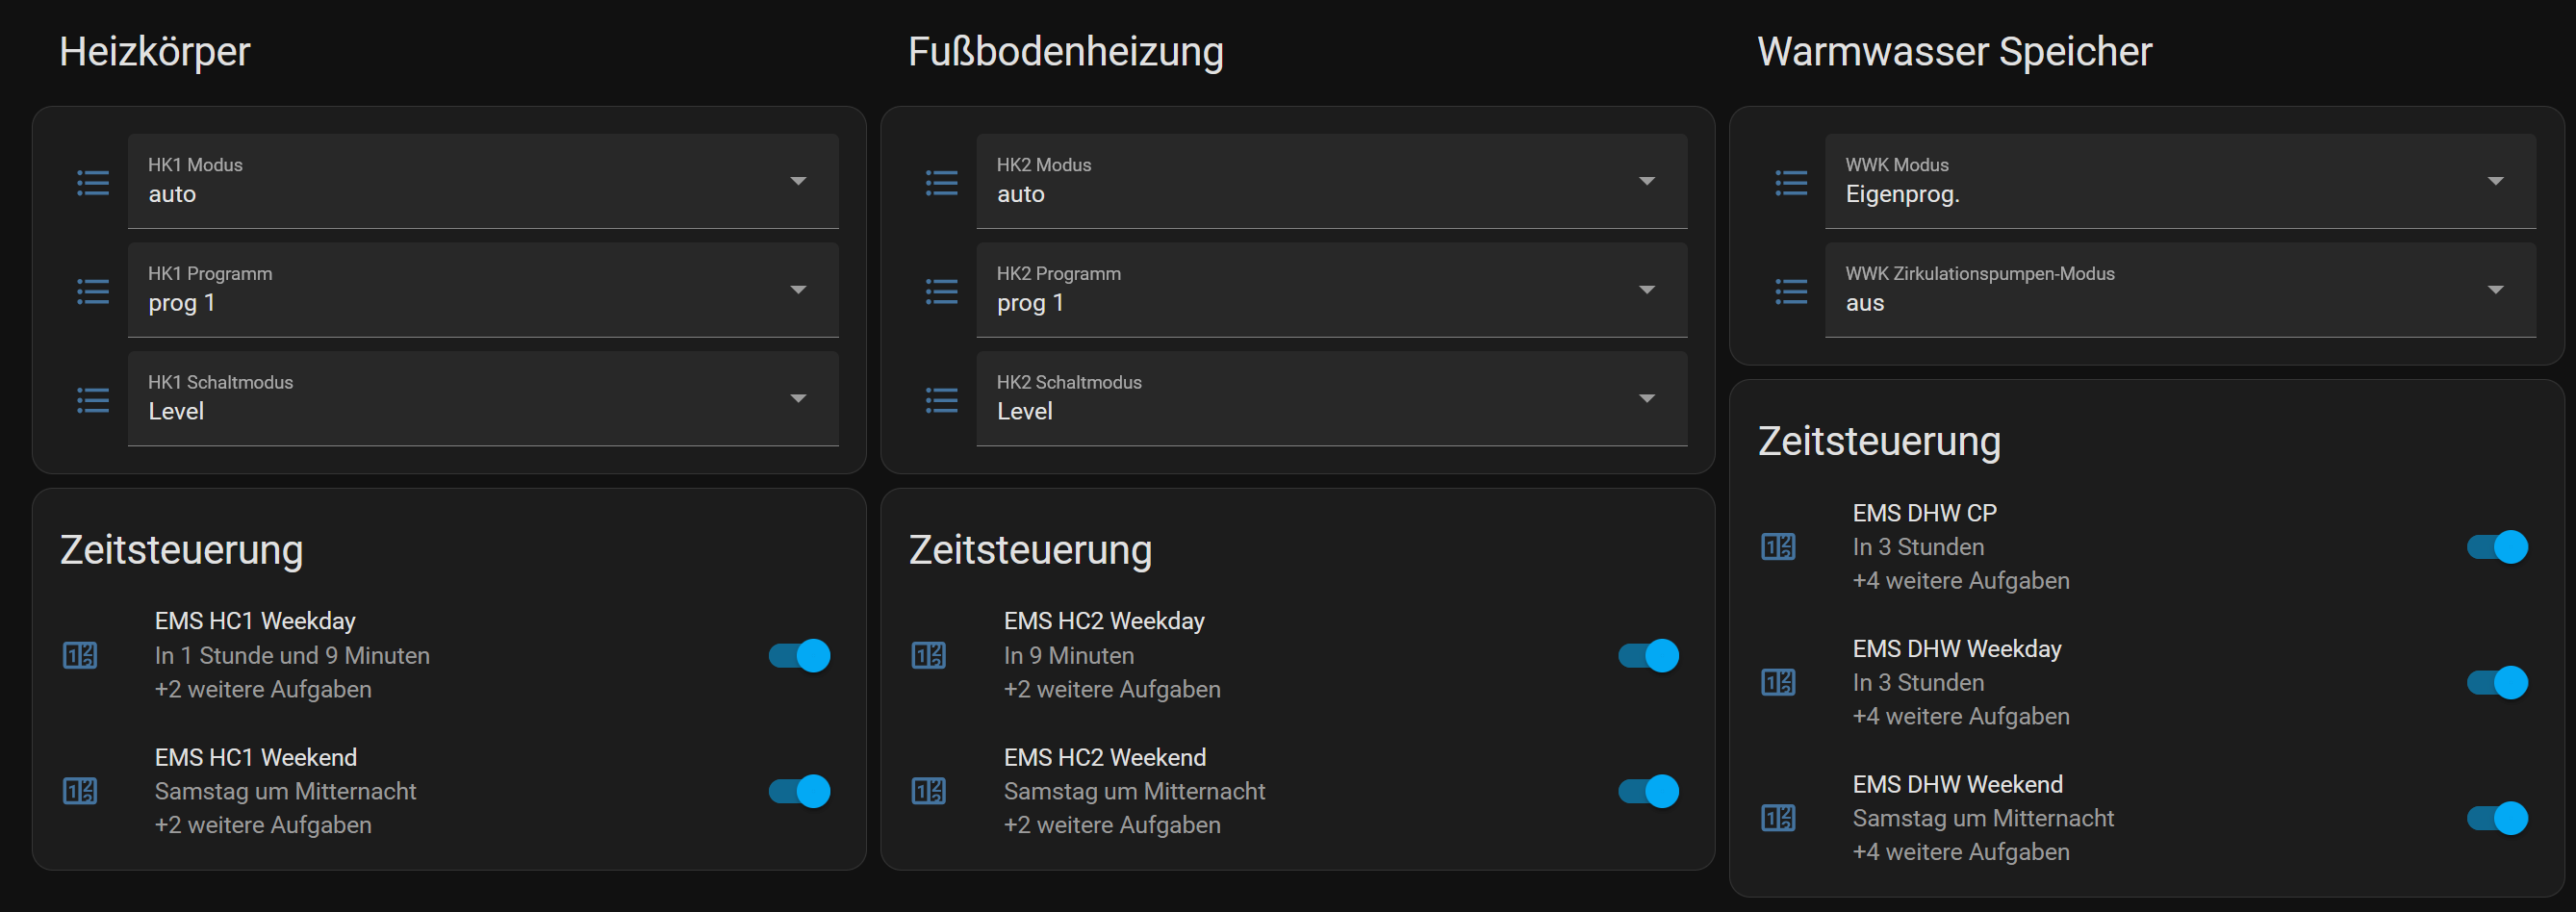 Heizkörper
HK1 Modus
auto
HK1 Programm
prog 1
HK1 Schaltmodus
Level
Zeitsteuerung
EMS HC1 Weekday
In 1 Stunde und 9 Minuten
+2 weitere Aufgaben
EMS HC1 Weekend
Samstag um Mitternacht
+2 weitere Aufgaben
Fußbodenheizung
HK2 Modus
auto
HK2 Programm
prog 1
HK2 Schaltmodus
Level
Zeitsteuerung
EMS HC2 Weekday
In 9 Minuten
+2 weitere Aufgaben
EMS HC2 Weekend
Samstag um Mitternacht
+2 weitere Aufgaben
Warmwasser Speicher
WWK Modus
Eigenprog.
WWK Zirkulationspumpen-Modus
aus
Zeitsteuerung
EMS DHW CP
In 3 Stunden
+4 weitere Aufgaben
EMS DHW Weekday
In 3 Stunden
+4 weitere Aufgaben
EMS DHW Weekend
Samstag um Mitternacht
+4 weitere Aufgaben